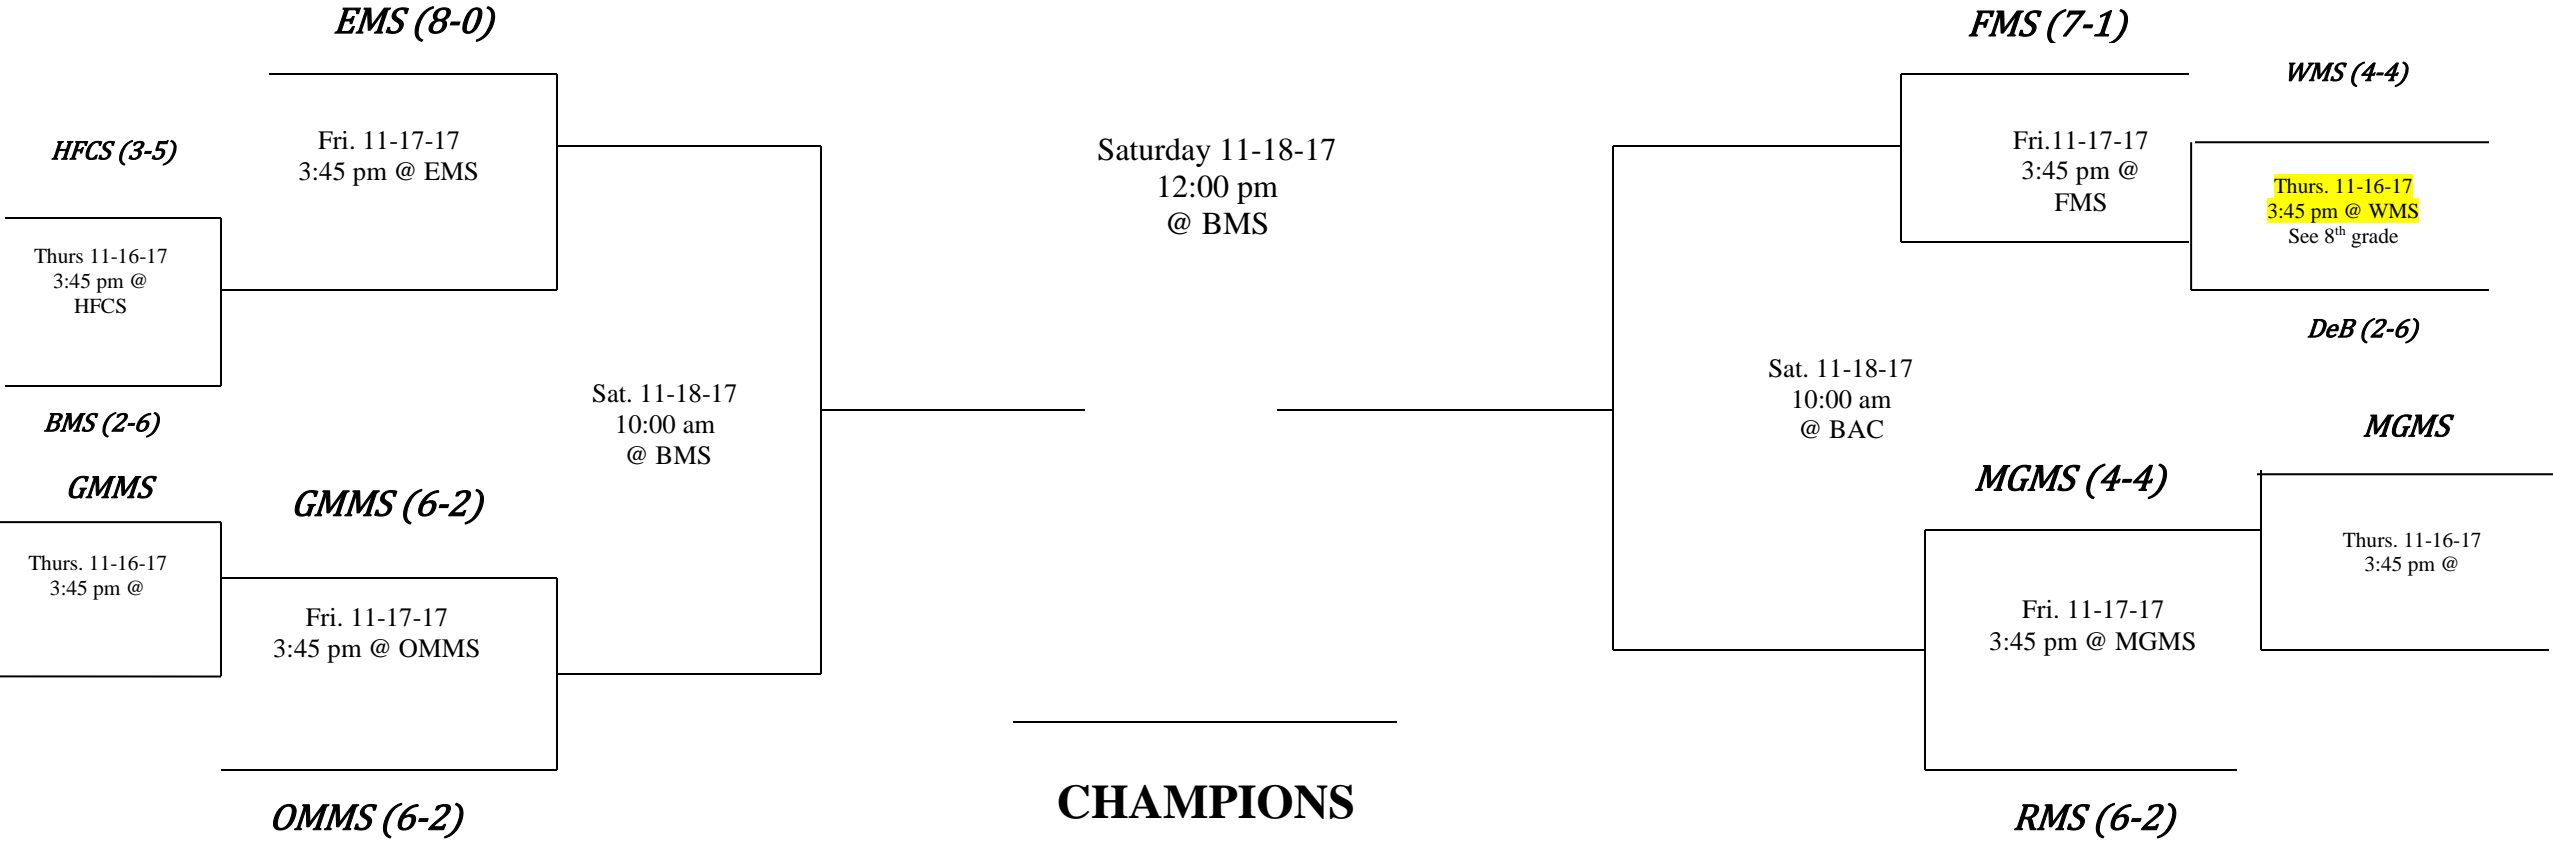 EMS (8-0)
HFCS (3-5)
Fri. 11-17-17
3:45 pm @ EMS
Thurs 11-16-17
3:45 pm @
HFCS
BMS (2-6)
GMMS
GMMS (6-2)
Thurs. 11-16-17
3:45 pm @
Fri. 11-17-17
3:45 pm @ OMMS
OMMS (6-2)
Sat. 11-18-17
10:00 am
@ BMS
Saturday 11-18-17
12:00 pm
@ BMS
CHAMPIONS
FMS (7-1)
WMS (4-4)
Fri.11-17-17
3:45 pm @
FMS
Thurs. 11-16-17
3:45 pm @ WMS
See 8th grade
DeB (2-6)
Sat. 11-18-17
10:00 am
@ BAC
MGMS
MGMS (4-4)
Thurs. 11-16-17
3:45 pm @
Fri. 11-17-17
3:45 pm @ MGMS
RMS (6-2)